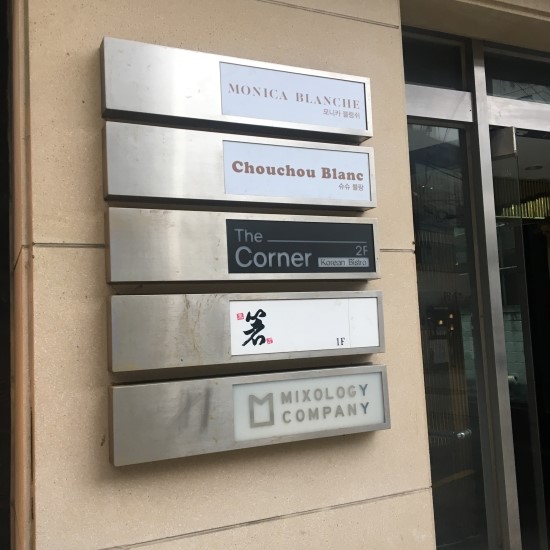 MONICA BLANCHE
모니카 블랑쉬
Chouchou Blanc
슈슈 블랑
The
Corner
2F
Korean Bistro
1F
MIXOLOGY
COMPANY